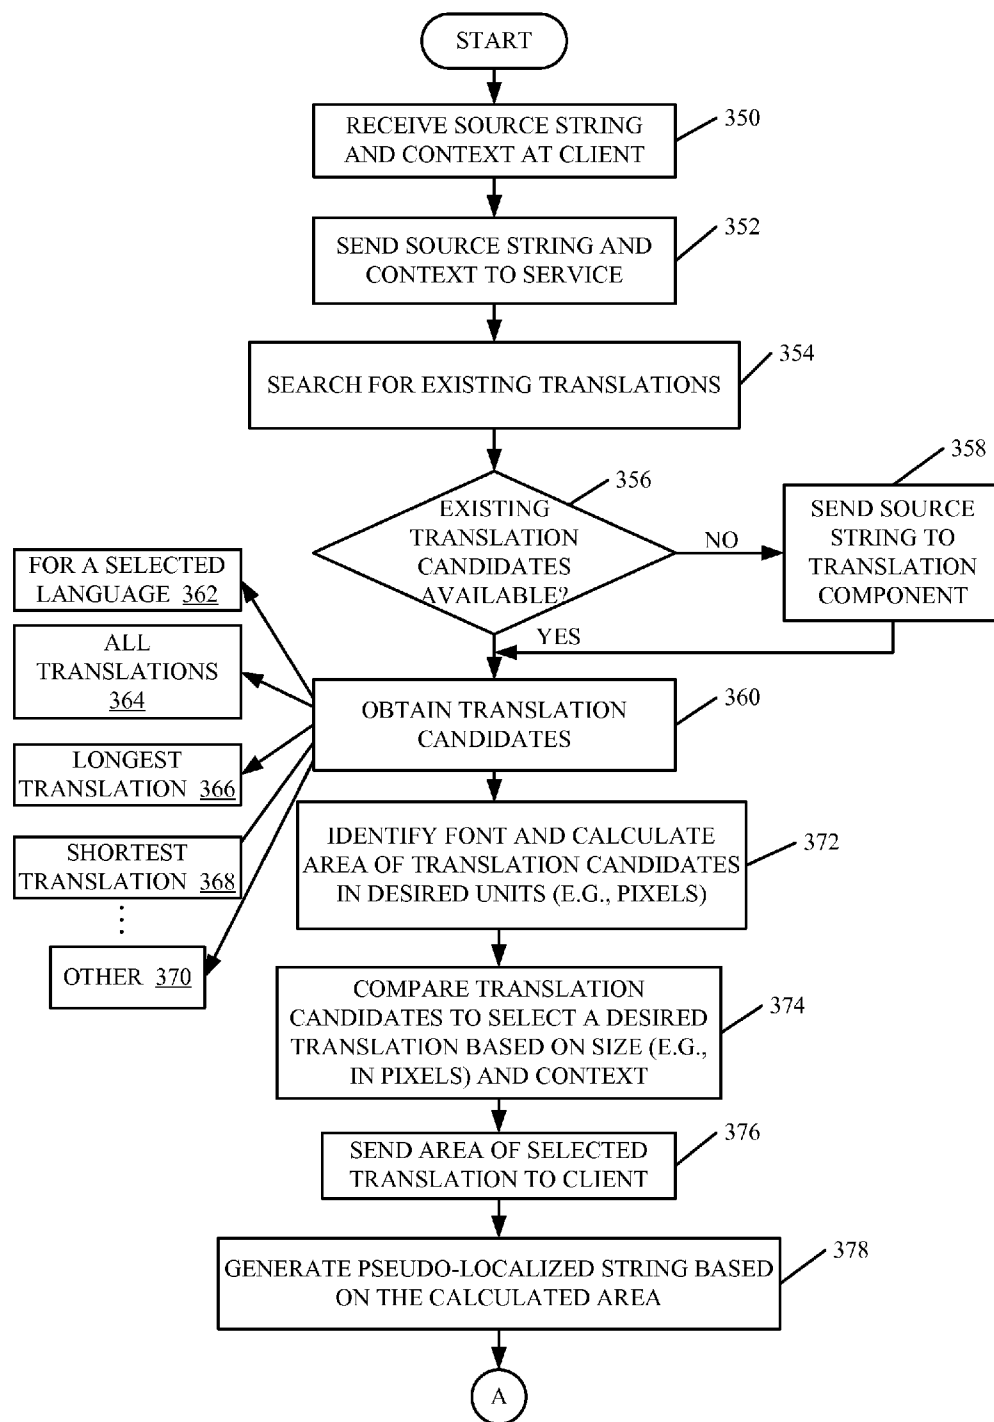 START
RECEIVE SOURCE STRING
AND CONTEXT AT CLIENT
350
SEND SOURCE STRING AND
CONTEXT TO SERVICE
352
SEARCH FOR EXISTING TRANSLATIONS
354
EXISTING
TRANSLATION
CANDIDATES
AVAILABLE?
356
NO
YES
SEND SOURCE
STRING TO
TRANSLATION
COMPONENT
358
OBTAIN TRANSLATION
CANDIDATES
360
FOR A SELECTED
LANGUAGE 362
ALL
TRANSLATIONS
364
LONGEST
TRANSLATION 366
SHORTEST
TRANSLATION 368
OTHER 370
IDENTIFY FONT AND CALCULATE
AREA OF TRANSLATION CANDIDATES
IN DESIRED UNITS (E.G., PIXELS)
372
COMPARE TRANSLATION
CANDIDATES TO SELECT A DESIRED
TRANSLATION BASED ON SIZE (E.G.,
IN PIXELS) AND CONTEXT
374
SEND AREA OF SELECTED
TRANSLATION TO CLIENT
376
GENERATE PSEUDO-LOCALIZED STRING BASED
ON THE CALCULATED AREA
378
A